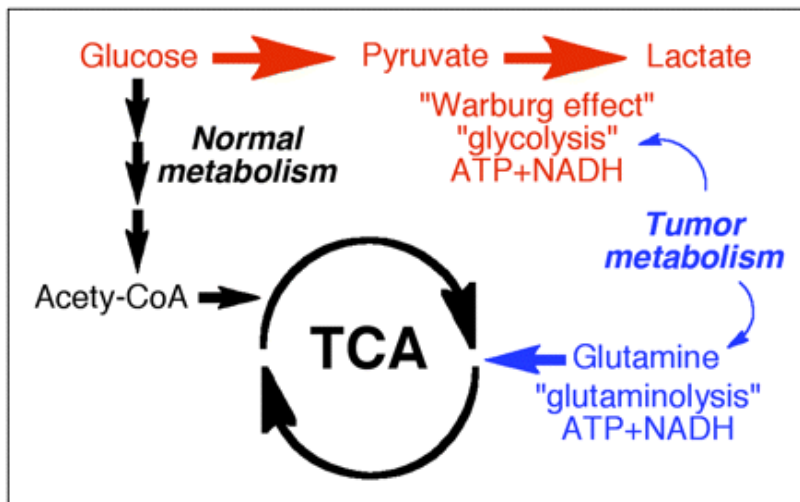 Glucose Pyruvate Lactate
"Warburg effect"
"glycolysis"
ATP+NADH
Normal
metabolism
Tumor
metabolism
Acety-CoA
TCA
Glutamine
"glutaminolysis"
ATP+NADH